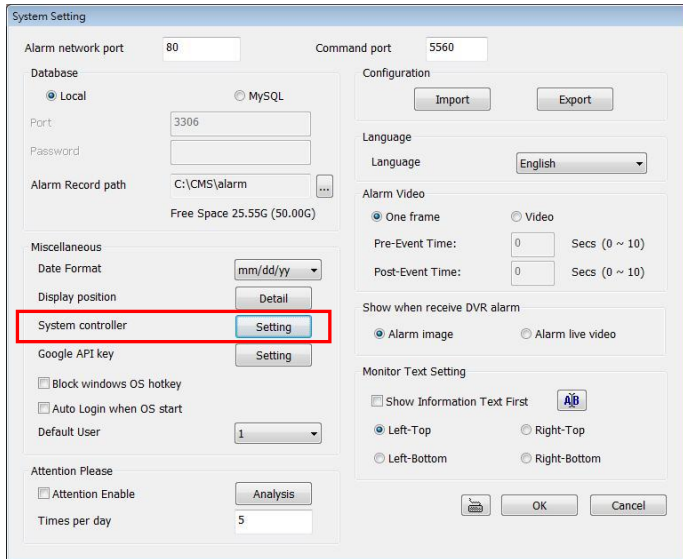 System Setting
Alarm network port 80 Command port 5560
Database
Local MySQL
Port 3306
Password
Alarm Record path C:\CMS\alarm ...
Free Space 25.55G (50.00G)
Miscellaneous
Date Format mm/dd/yy
Display position Detail
System controller Setting
Google API key Setting
Block windows OS hotkey
Auto Login when OS start
Default User 1
Attention Please
Attention Enable Analysis
Times per day 5
Configuration
Import Export
Language
Language English
Alarm Video
One frame Video
Pre-Event Time: 0 Secs (0 ~ 10)
Post-Event Time: 0 Secs (0 ~ 10)
Show when receive DVR alarm
Alarm image Alarm live video
Monitor Text Setting
Show Information Text First AB
Left-Top Right-Top
Left-Bottom Right-Bottom
OK Cancel